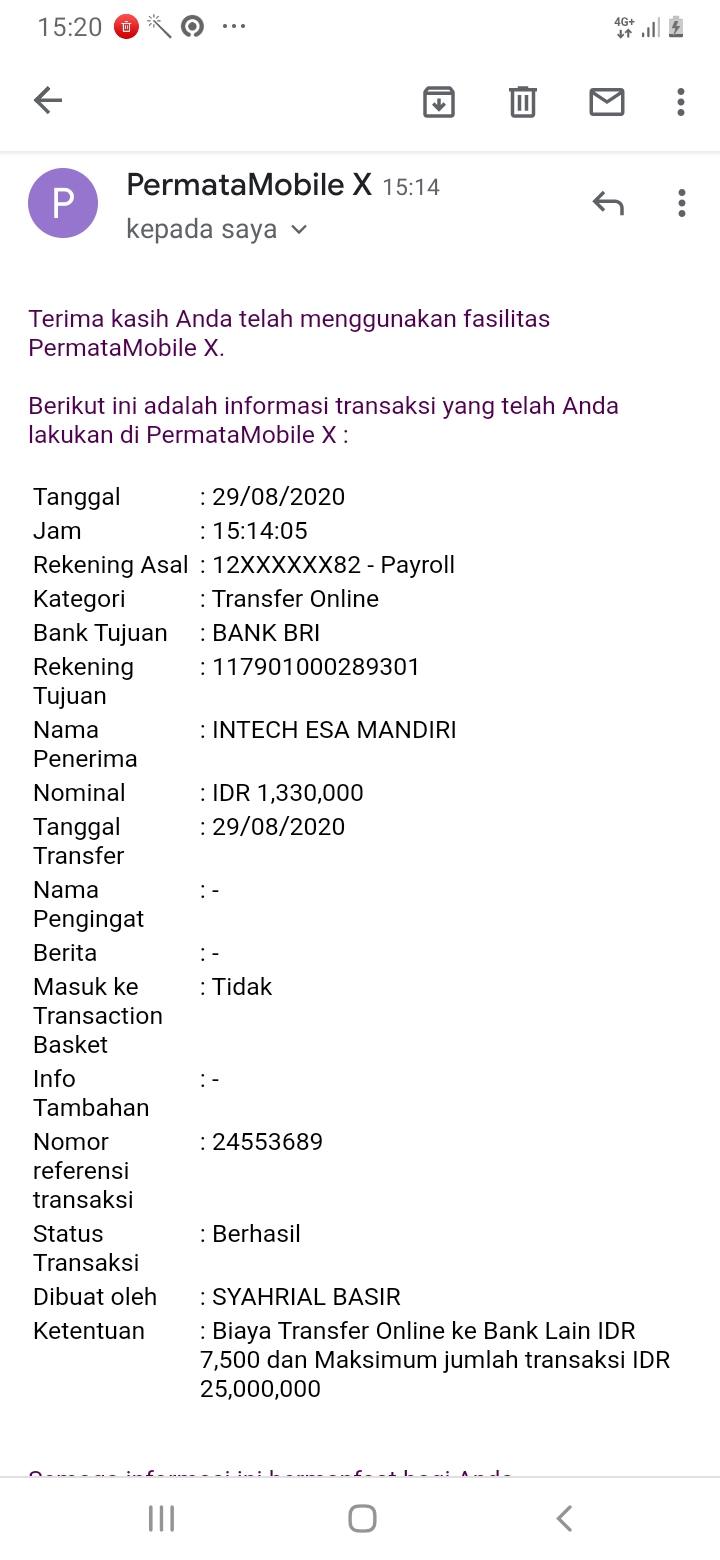 15:20
4G+
PermataMobile X 15:14
P
kepada saya
Terima kasih Anda telah menggunakan fasilitas
PermataMobile X.
Berikut ini adalah informasi transaksi yang telah Anda
lakukan di PermataMobile X :
Tanggal : 29/08/2020
Jam : 15:14:05
Rekening Asal : 12XXXXXX82 - Payroll
Kategori : Transfer Online
Bank Tujuan : BANK BRI
Rekening : 117901000289301
Tujuan
Nama : INTECH ESA MANDIRI
Penerima
Nominal : IDR 1,330,000
Tanggal : 29/08/2020
Transfer
Nama : -
Pengingat
Berita : -
Masuk ke : Tidak
Transaction
Basket
Info : -
Tambahan
Nomor : 24553689
referensi
transaksi
Status : Berhasil
Transaksi
Dibuat oleh : SYAHRIAL BASIR
Ketentuan : Biaya Transfer Online ke Bank Lain IDR
7,500 dan Maksimum jumlah transaksi IDR
25,000,000